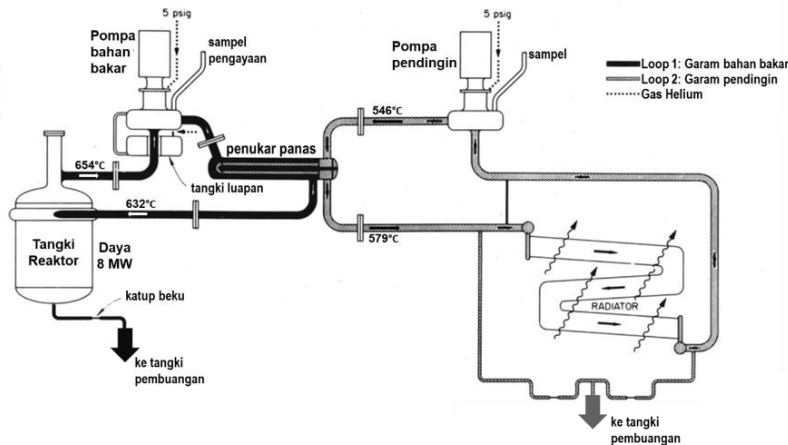 5 psig
Pompa
bahan
bakar
sampel
pengayaan
654°C
tangki luapan
penukar panas
632°C
Tangki
Reaktor
Daya
8 MW
katup beku
ke tangki
pembuangan
5 psig
Pompa
pendingin
sampel
546°C
579°C
RADIATOR
ke tangki
pembuangan
Loop 1: Garam bahan bakar
Loop 2: Garam pendingin
Gas Helium